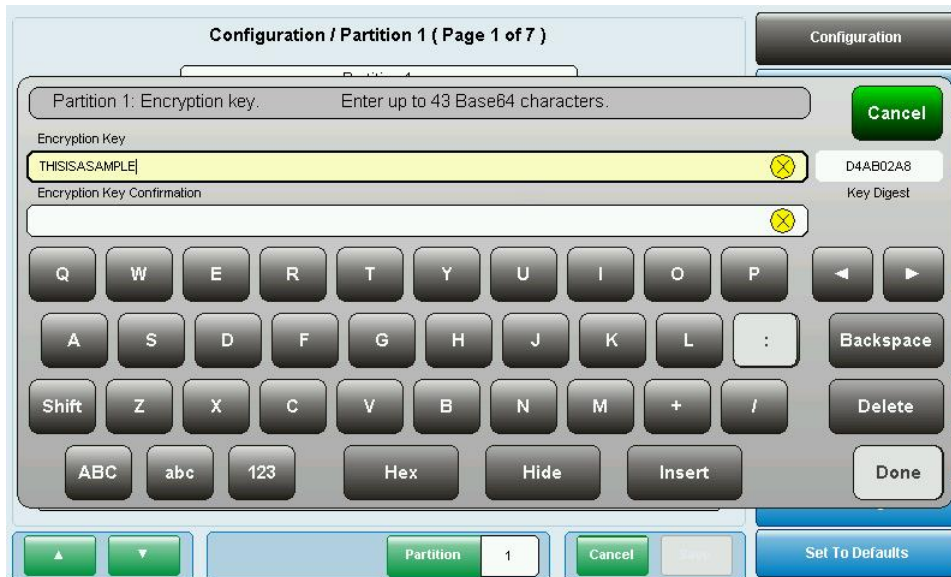 Configuration / Partition 1 ( Page 1 of 7 )
Configuration
Partition 1: Encryption key. Enter up to 43 Base64 characters.
Cancel
Encryption Key
THISISASAMPLE
D4AB02A8
Encryption Key Confirmation
Key Digest
Q W E R T Y U I O P ◄ ►
A S D F G H J K L : Backspace
Shift Z X C V B N M + / Delete
ABC abc 123 Hex Hide Insert Done
▲ ▼ Partition 1 Cancel Set To Defaults